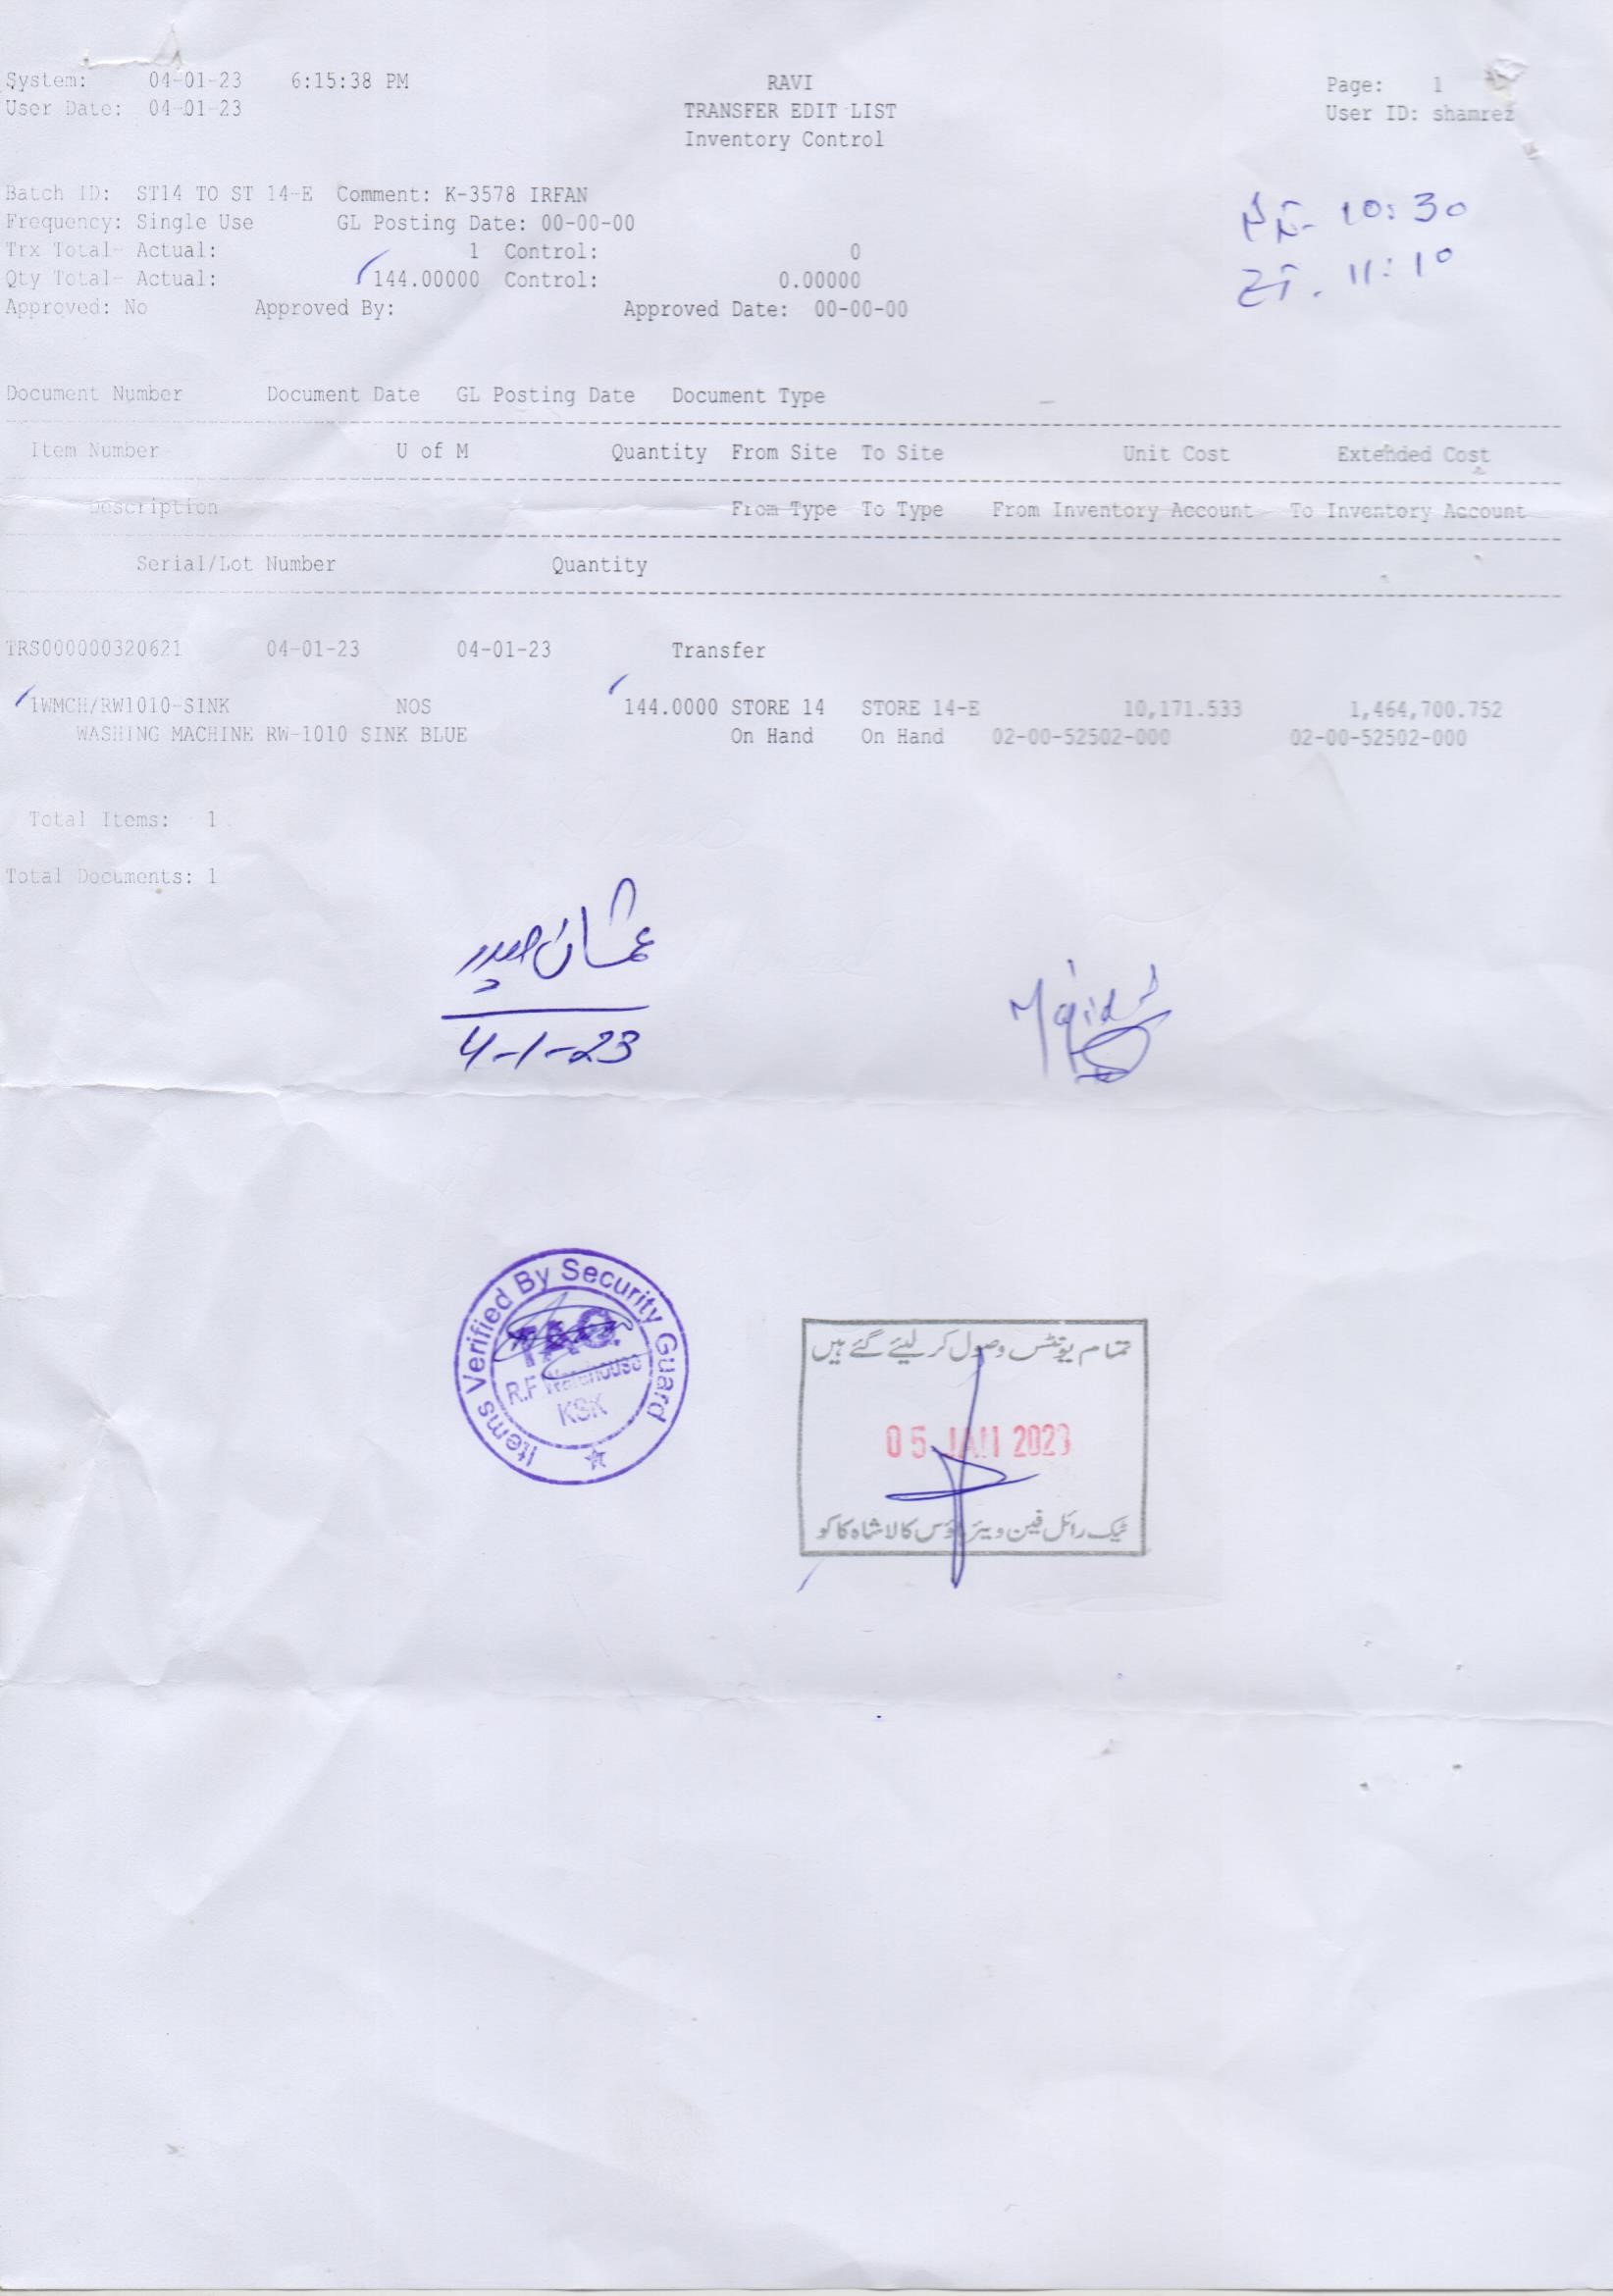 System: 04-01-23 6:15:38 PM RAVI Page: 1
User Date: 04-01-23 TRANSFER EDIT LIST User ID: shamrez
Inventory Control
Batch ID: ST14 TO ST 14-E Comment: K-3578 IRFAN
Frequency: Single Use GL Posting Date: 00-00-00
10:30
Trx Total- Actual: 1 Control: 0
Qty Total- Actual: 144.00000 Control: 0.00000
11:10
Approved: No Approved By: Approved Date: 00-00-00
Document Number Document Date GL Posting Date Document Type
Item Number U of M Quantity From Site To Site Unit Cost Extended Cost
Description From Type To Type From Inventory Account To Inventory Account
Serial/Lot Number Quantity
TRS000000320621 04-01-23 04-01-23 Transfer
1WMCH/RW1010-SINK NOS 144.0000 STORE 14 STORE 14-E 10,171.533 1,464,700.752
WASHING MACHINE RW-1010 SINK BLUE On Hand On Hand 02-00-52502-000 02-00-52502-000
Total Items: 1
Total Documents: 1
4-1-23
Majid
Items Verified By Security Guard
R.F Warehouse
KSK
تمام یونٹس وصول کر لیئے گئے ہیں
05 JAN 2023
ٹیک رائل فین ویئر ہاؤس کالا شاہ کاکو